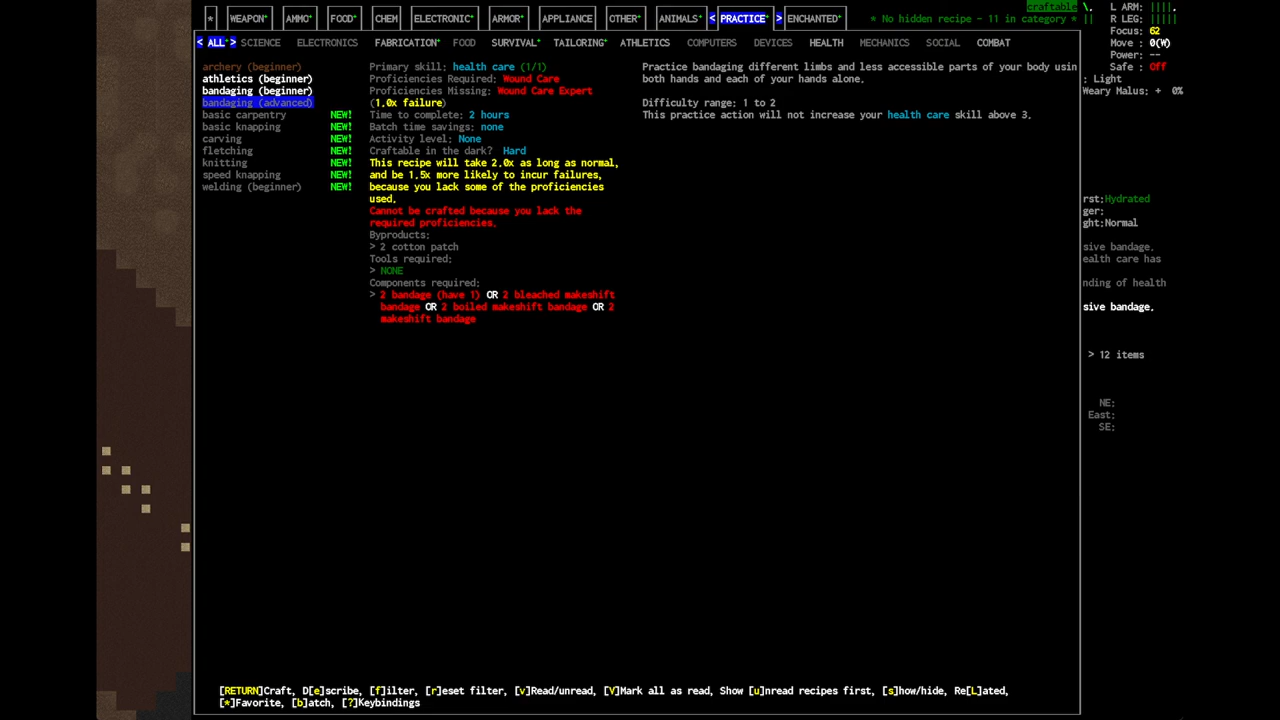 craftable \. L ARM: ||||.
* WEAPON+ AMMO+ FOOD+ CHEM ELECTRONIC+ ARMOR+ APPLIANCE OTHER+ ANIMALS+ < PRACTICE+ > ENCHANTED+ * No hidden recipe - 11 in category * || R LEG: |||||
Focus: 62
< ALL+ > SCIENCE ELECTRONICS FABRICATION+ FOOD SURVIVAL+ TAILORING+ ATHLETICS COMPUTERS DEVICES HEALTH MECHANICS SOCIAL COMBAT Move : 0(W)
Power: --
archery (beginner) Primary skill: health care (1/1) Practice bandaging different limbs and less accessible parts of your body usin Safe : Off
athletics (beginner) Proficiencies Required: Wound Care both hands and each of your hands alone. : Light
bandaging (beginner) Proficiencies Missing: Wound Care Expert Weary Malus: + 0%
bandaging (advanced) (1.0x failure) Difficulty range: 1 to 2
basic carpentry NEW! Time to complete: 2 hours This practice action will not increase your health care skill above 3.
basic knapping NEW! Batch time savings: none
carving NEW! Activity level: None
fletching NEW! Craftable in the dark? Hard
knitting NEW! This recipe will take 2.0x as long as normal,
speed knapping NEW! and be 1.5x more likely to incur failures,
welding (beginner) NEW! because you lack some of the proficiencies
used. rst:Hydrated
Cannot be crafted because you lack the ger:
required proficiencies. ght:Normal
Byproducts:
> 2 cotton patch sive bandage.
Tools required: ealth care has
> NONE
Components required: nding of health
> 2 bandage (have 1) OR 2 bleached makeshift
bandage OR 2 boiled makeshift bandage OR 2 sive bandage.
makeshift bandage
> 12 items
NE:
East:
SE:
[RETURN]Craft, D[e]scribe, [f]ilter, [r]eset filter, [v]Read/unread, [V]Mark all as read, Show [u]nread recipes first, [s]how/hide, Re[L]ated,
[*]Favorite, [b]atch, [?]Keybindings